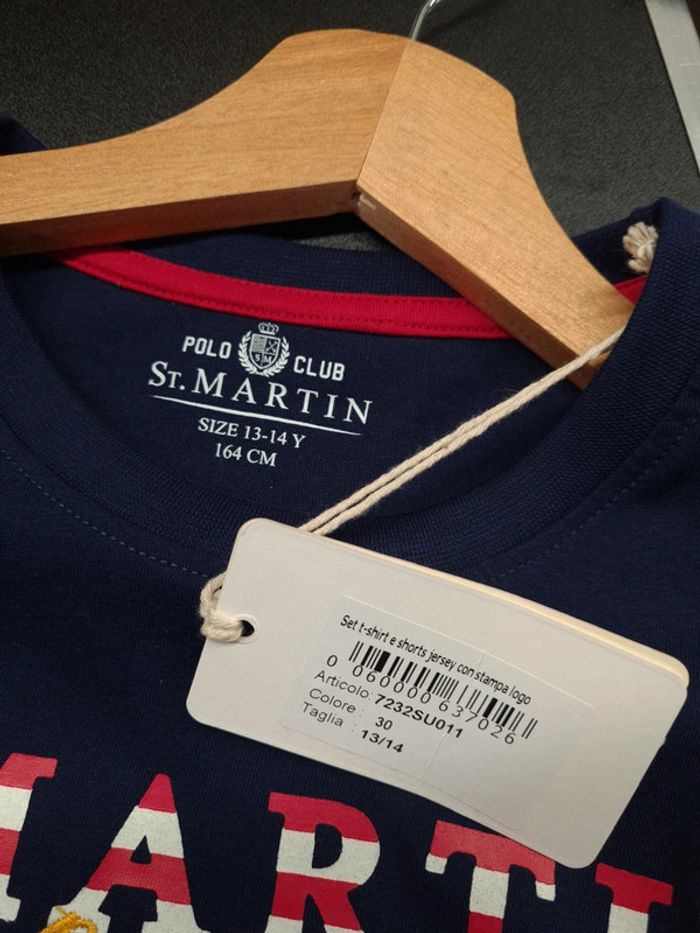 POLO CLUB
ST. MARTIN
SIZE 13-14 Y
164 CM
Set t-shirt e shorts jersey con stampa logo
0 060000 637026
Articolo: 7232SU011
Colore : 30
Taglia : 13/14
MARTI